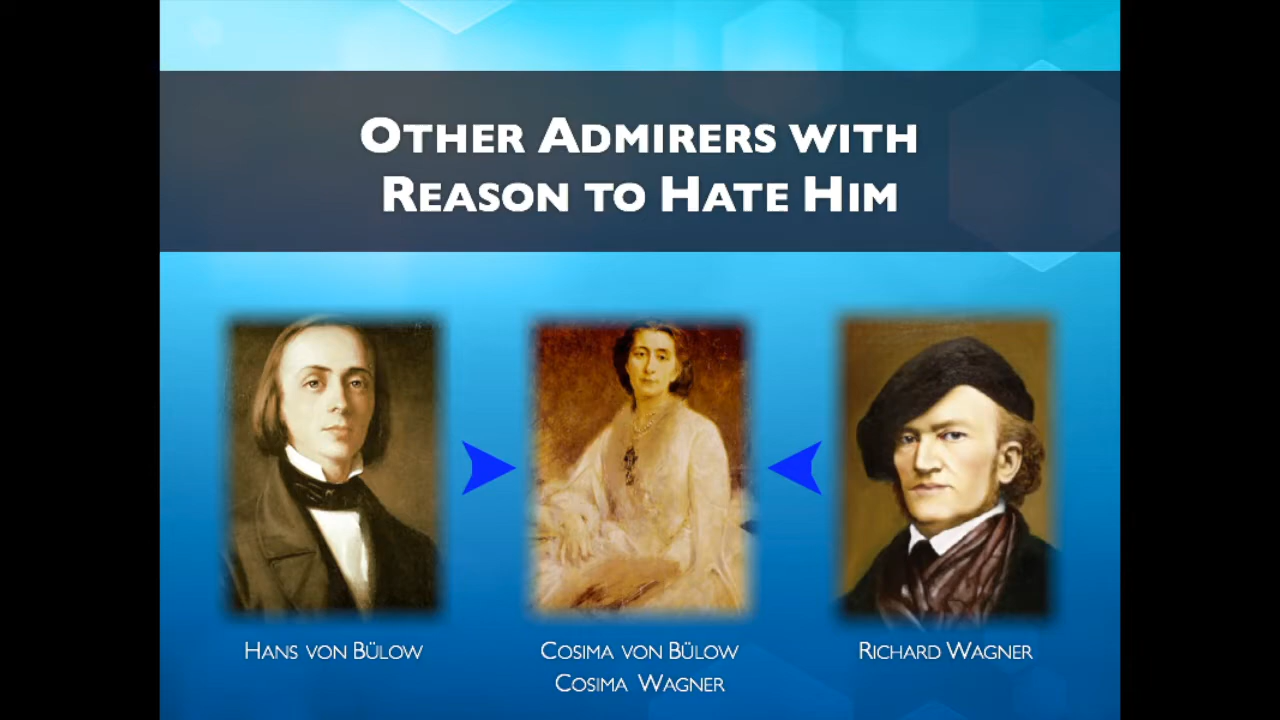 Other Admirers with
Reason to Hate Him
Hans von Bülow
Cosima von Bülow
Cosima Wagner
Richard Wagner